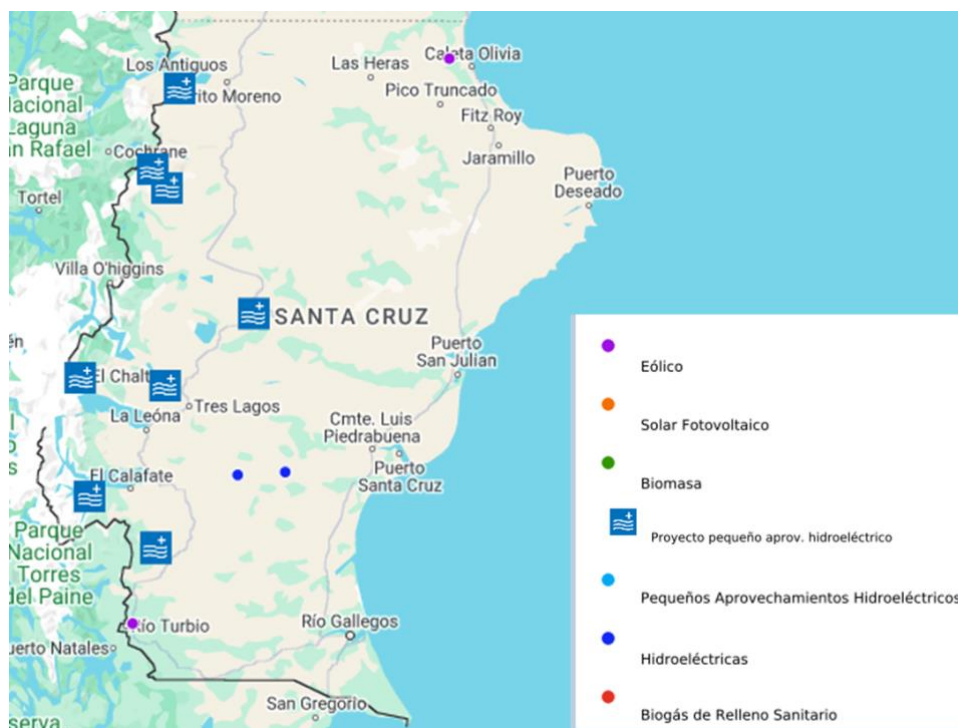 Los Antiguos
Las Heras
Caleta Olivia
Parque
Nacional
Laguna
San Rafael
rito Moreno
Pico Truncado
Fitz Roy
Cochrane
Jaramillo
Puerto
Deseado
Tortel
Villa O'higgins
SANTA CRUZ
Puerto
San Julian
El Chalt
Tres Lagos
La Leóna
Cmte. Luis
Piedrabuena
Puerto
Santa Cruz
El Calafate
Parque
Nacional
Torres
del Paine
Río Turbio
Río Gallegos
uerto Natales
San Gregorio
serva
Eólico
Solar Fotovoltaico
Biomasa
Proyecto pequeño aprov. hidroeléctrico
Pequeños Aprovechamientos Hidroeléctricos
Hidroeléctricas
Biogás de Relleno Sanitario